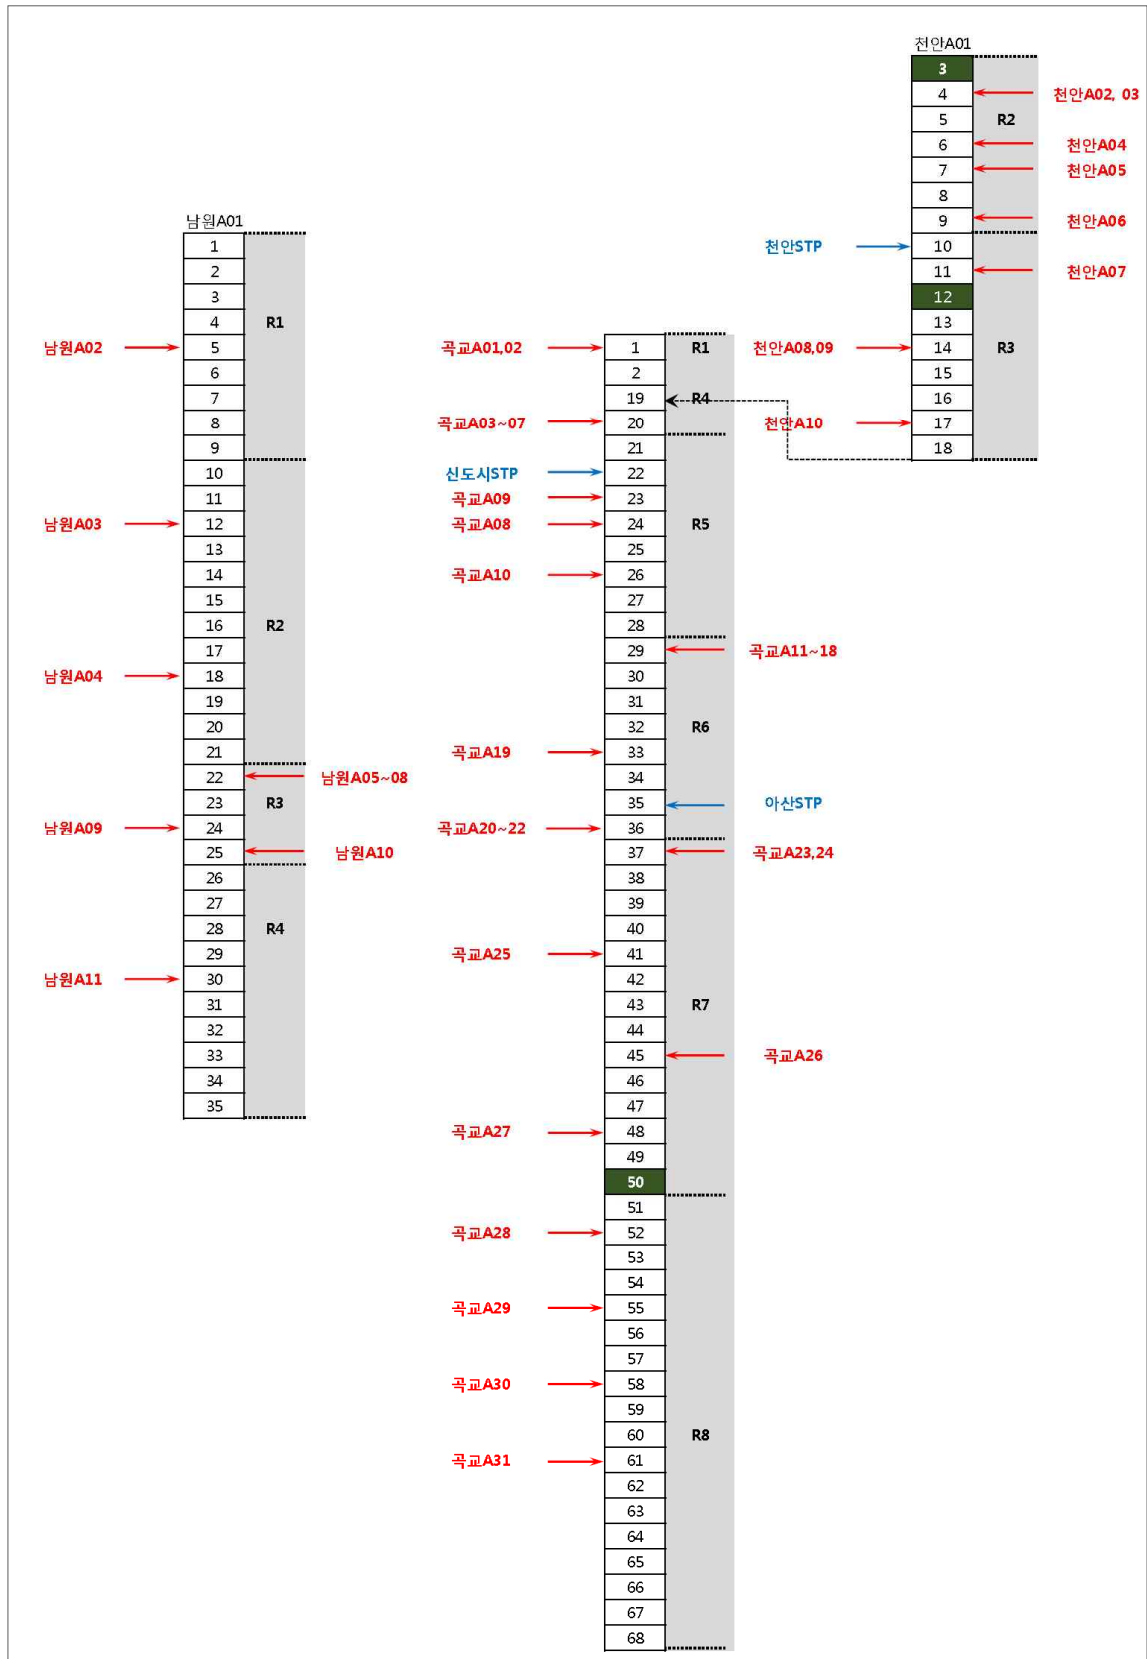 천안A01
3
4 천안A02, 03
5 R2
6 천안A04
7 천안A05
8
9 천안A06
천안STP 10
11 천안A07
12
13
천안A08,09 14 R3
15
16
천안A10 17
18
남원A01
1
2
3
4 R1
남원A02 5
6
7
8
9
10
11
남원A03 12
13
14
15
16 R2
17
남원A04 18
19
20
21
22 남원A05~08
23 R3
남원A09 24
25 남원A10
26
27
28 R4
29
남원A11 30
31
32
33
34
35
곡교A01,02 1 R1
2
19 R4
곡교A03~07 20
21
신도시STP 22
곡교A09 23
곡교A08 24 R5
25
곡교A10 26
27
28
29 곡교A11~18
30
31
32 R6
곡교A19 33
34
35 아산STP
곡교A20~22 36
37 곡교A23,24
38
39
40
곡교A25 41
42
43 R7
44
45 곡교A26
46
47
곡교A27 48
49
50
51
곡교A28 52
53
54
곡교A29 55
56
57
곡교A30 58
59
60 R8
곡교A31 61
62
63
64
65
66
67
68